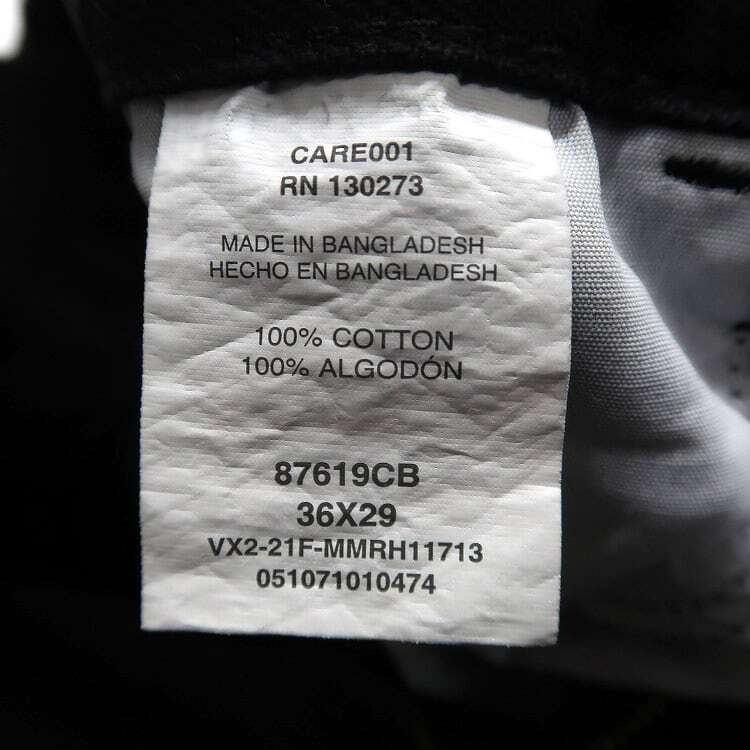 CARE001
RN 130273
MADE IN BANGLADESH
HECHO EN BANGLADESH
100% COTTON
100% ALGODÓN
87619CB
36X29
VX2-21F-MMRH11713
051071010474